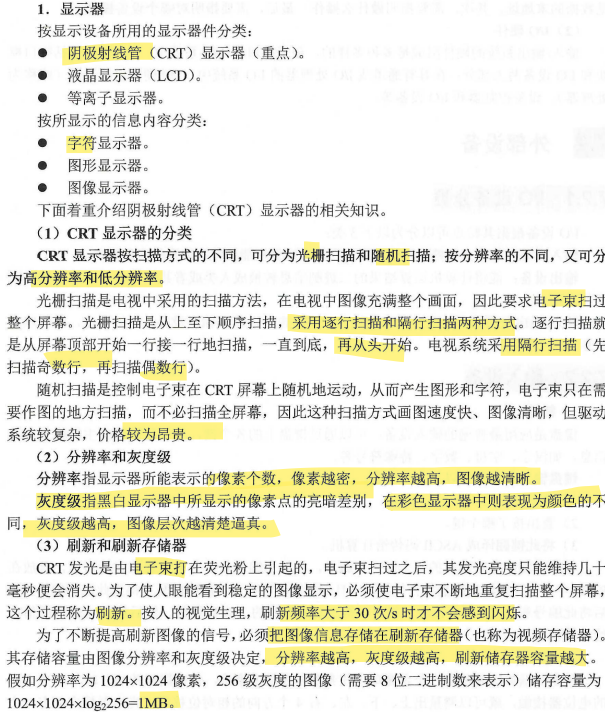 1．显示器
按显示设备所用的显示器件分类：
阴极射线管（CRT）显示器（重点）。
● 液晶显示器（LCD）。
● 等离子显示器。
按所显示的信息内容分类：
● 字符显示器。
● 图形显示器。
● 图像显示器。
下面着重介绍阴极射线管（CRT）显示器的相关知识。
（1）CRT 显示器的分类
CRT 显示器按扫描方式的不同，可分为光栅扫描和随机扫描；按分辨率的不同，又可分
为高分辨率和低分辨率。
光栅扫描是电视中采用的扫描方法，在电视中图像充满整个画面，因此要求电子束扫过
整个屏幕。光栅扫描是从上至下顺序扫描，采用逐行扫描和隔行扫描两种方式。逐行扫描就
是从屏幕顶部开始一行接一行地扫描，一直到底，再从头开始。电视系统采用隔行扫描（先
扫描奇数行，再扫描偶数行）。
随机扫描是控制电子束在 CRT 屏幕上随机地运动，从而产生图形和字符，电子束只在需
要作图的地方扫描，而不必扫描全屏幕，因此这种扫描方式画图速度快、图像清晰，但驱动
系统较复杂，价格较为昂贵。
（2）分辨率和灰度级
分辨率指显示器所能表示的像素个数，像素越密，分辨率越高，图像越清晰。
灰度级指黑白显示器中所显示的像素点的亮暗差别，在彩色显示器中则表现为颜色的不
同，灰度级越高，图像层次越清楚逼真。
（3）刷新和刷新存储器
CRT 发光是由电子束打在荧光粉上引起的，电子束扫过之后，其发光亮度只能维持几十
毫秒便会消失。为了使人眼能看到稳定的图像显示，必须使电子束不断地重复扫描整个屏幕，
这个过程称为刷新。按人的视觉生理，刷新频率大于 30 次/s 时才不会感到闪烁。
为了不断提高刷新图像的信号，必须把图像信息存储在刷新存储器（也称为视频存储器）。
其存储容量由图像分辨率和灰度级决定，分辨率越高，灰度级越高，刷新储存器容量越大。
假如分辨率为 1024×1024 像素，256 级灰度的图像（需要 8 位二进制数来表示）储存容量为
1024×1024×log₂256=1MB。